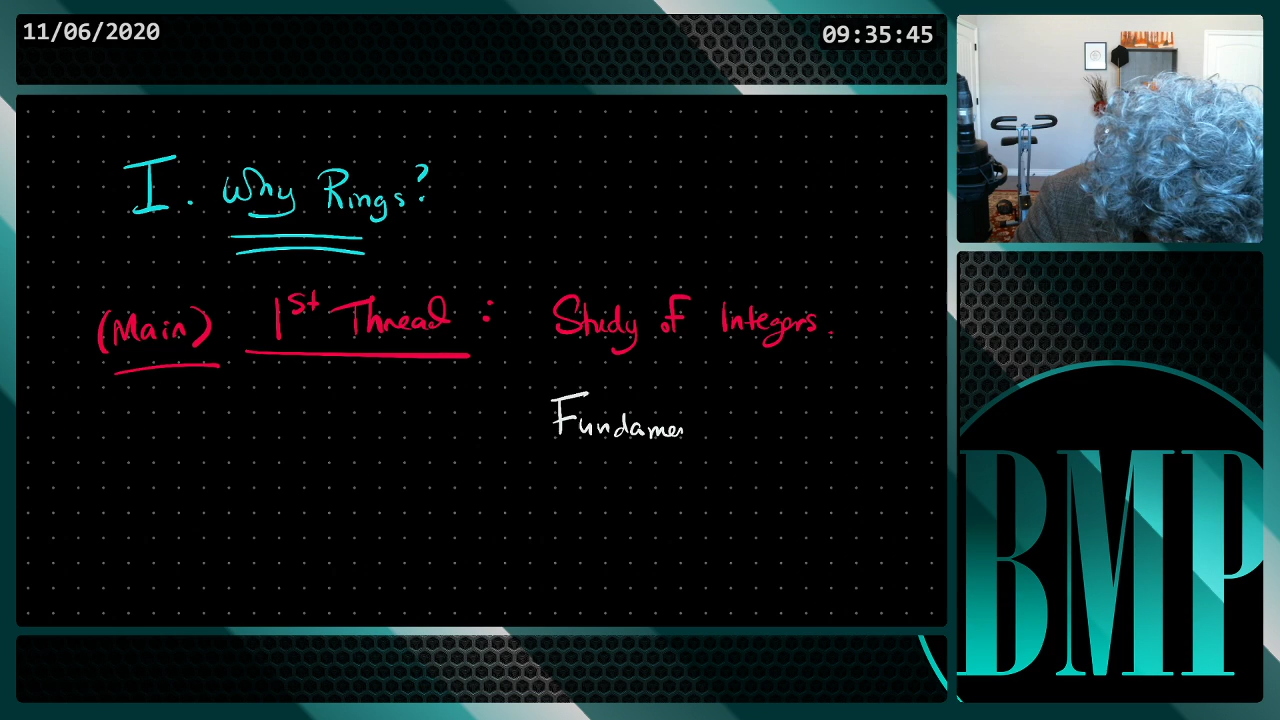 11/06/2020
09:35:45
I. Why Rings?
(Main) 1st Thread : Study of Integers.
Fundamen
BMP